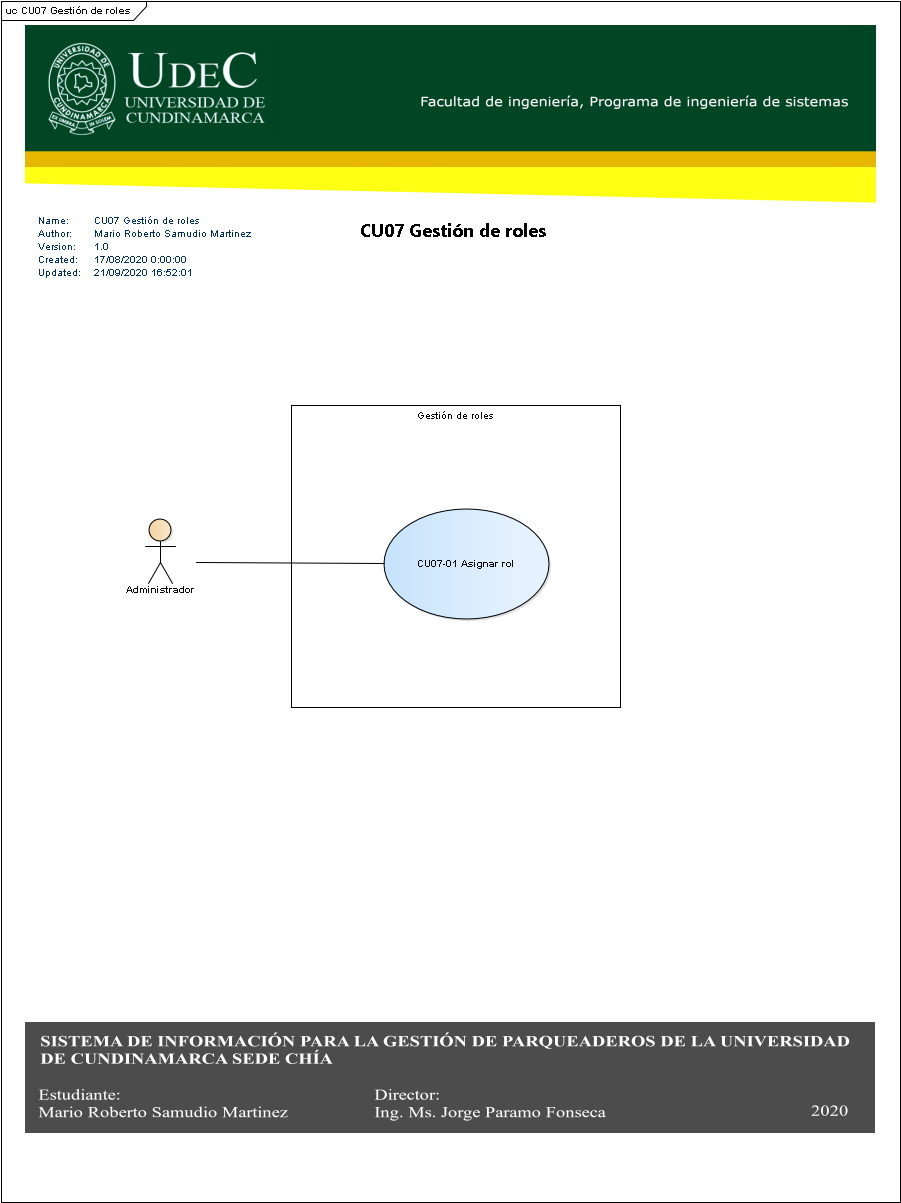 uc CU07 Gestión de roles
UNIVERSIDAD DE
CUNDINAMARCA
UDEC
UNIVERSIDAD DE
CUNDINAMARCA
Facultad de ingeniería, Programa de ingeniería de sistemas
Name: CU07 Gestión de roles
Author: Mario Roberto Samudio Martinez
Version: 1.0
Created: 17/08/2020 0:00:00
Updated: 21/09/2020 16:52:01
CU07 Gestión de roles
Gestión de roles
CU07-01 Asignar rol
Administrador
SISTEMA DE INFORMACIÓN PARA LA GESTIÓN DE PARQUEADEROS DE LA UNIVERSIDAD
DE CUNDINAMARCA SEDE CHÍA
Estudiante:
Mario Roberto Samudio Martinez
Director:
Ing. Ms. Jorge Paramo Fonseca
2020